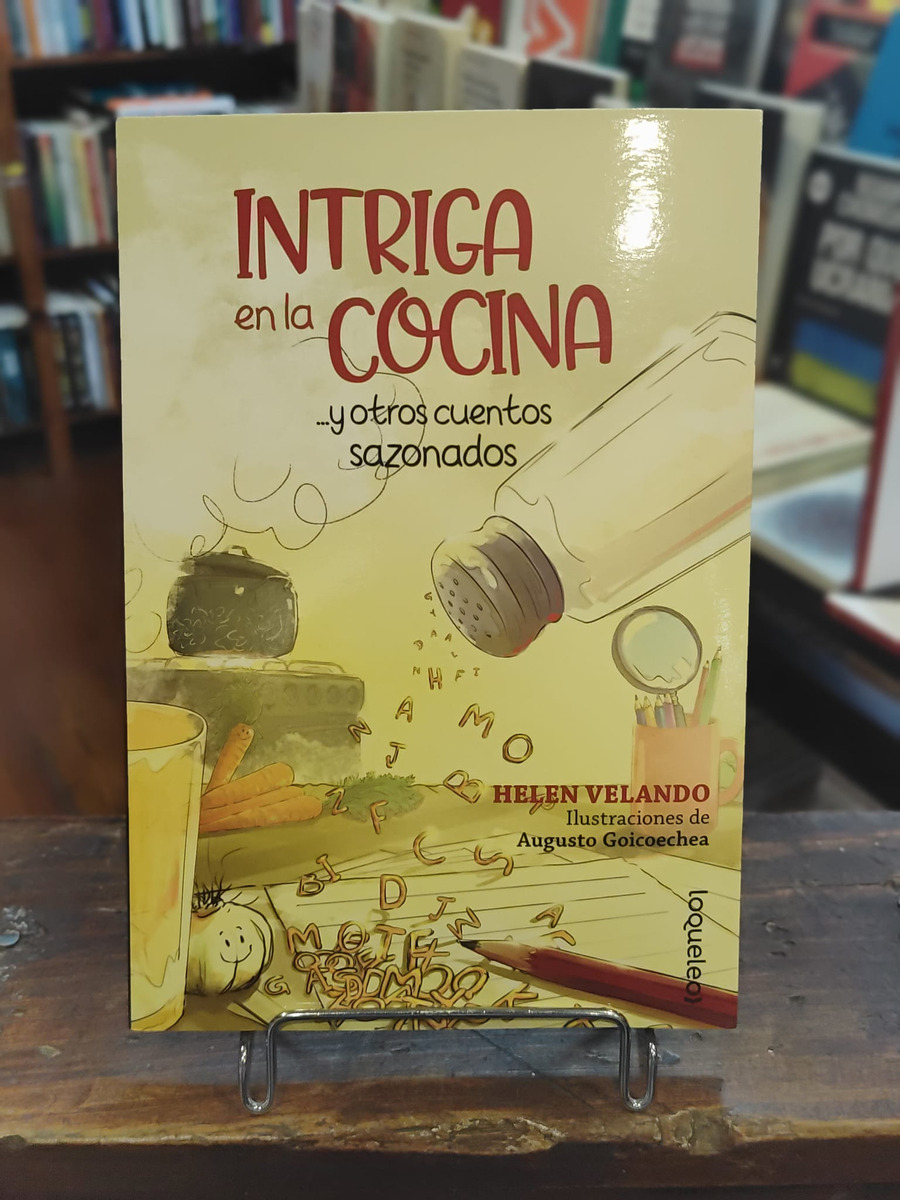 INTRIGA
en la COCINA
...y otros cuentos
sazonados
HELEN VELANDO
Ilustraciones de
Augusto Goicoechea
loqueleo